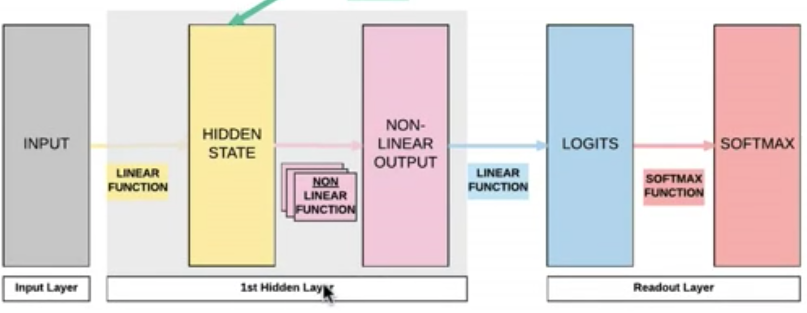 INPUT
LINEAR
FUNCTION
HIDDEN
STATE
NON
LINEAR
FUNCTION
NON-
LINEAR
OUTPUT
LINEAR
FUNCTION
LOGITS
SOFTMAX
FUNCTION
SOFTMAX
Input Layer
1st Hidden Layer
Readout Layer